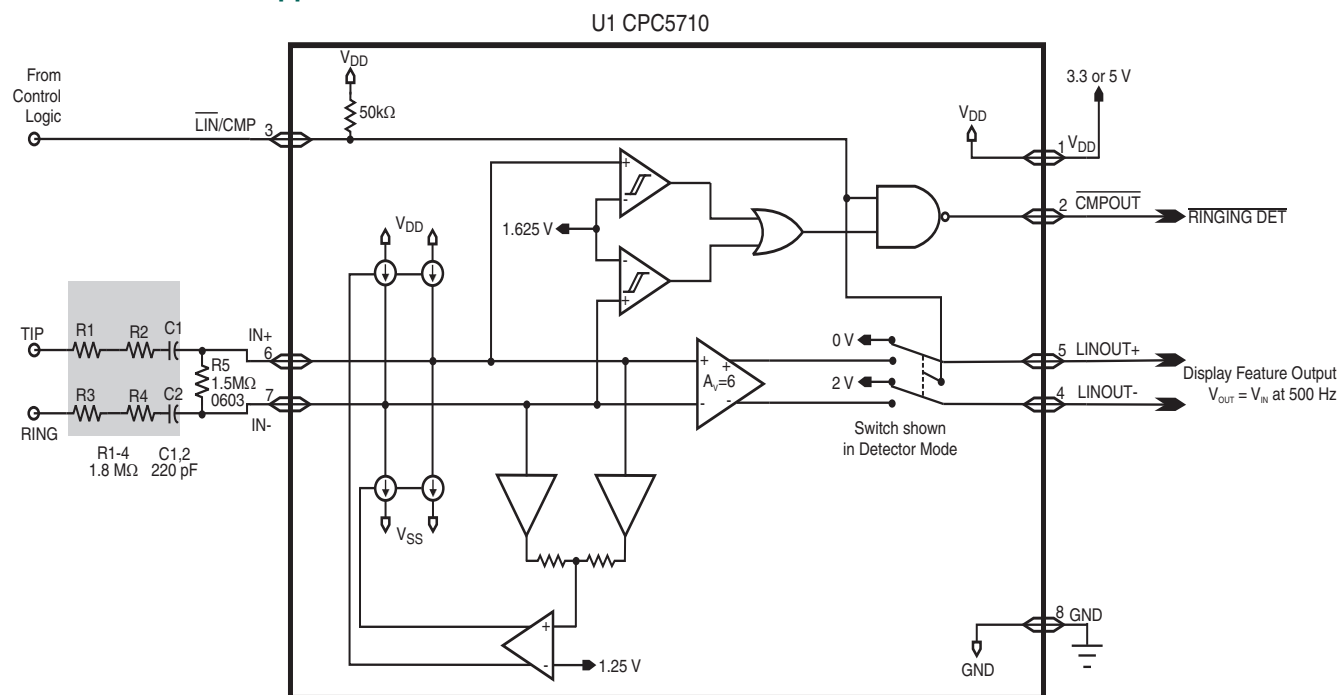 U1 CPC5710
From
Control
Logic
LIN/CMP
3
VDD
50kΩ
VDD
3.3 or 5 V
1
VDD
2
CMPOUT
RINGING DET
+
-
1.625 V
-
+
VDD
TIP
R1
R2
C1
IN+
6
R5
1.5MΩ
0603
R3
R4
C2
7
IN-
RING
R1-4
1.8 MΩ
C1,2
220 pF
+
+
AV=6
-
-
0 V
2 V
5
LINOUT+
4
LINOUT-
Display Feature Output
VOUT = VIN at 500 Hz
Switch shown
in Detector Mode
VSS
+
-
1.25 V
8
GND
GND